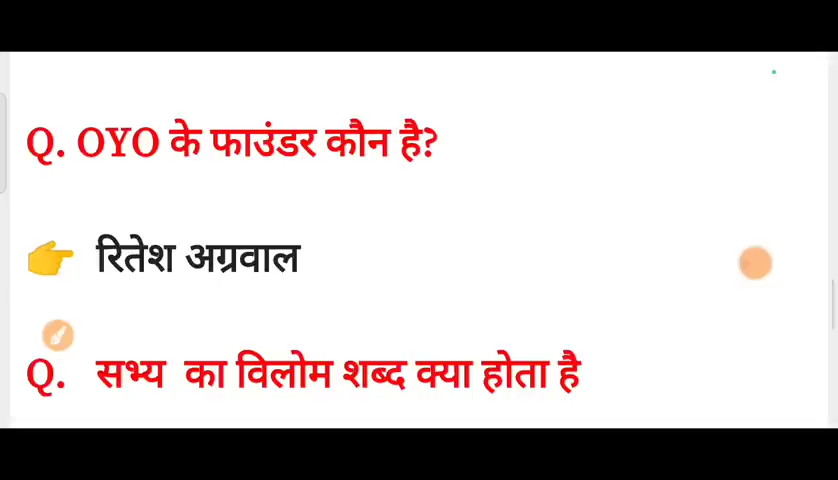 Q. OYO के फाउंडर कौन है?
👉 रितेश अग्रवाल
Q. सभ्य का विलोम शब्द क्या होता है